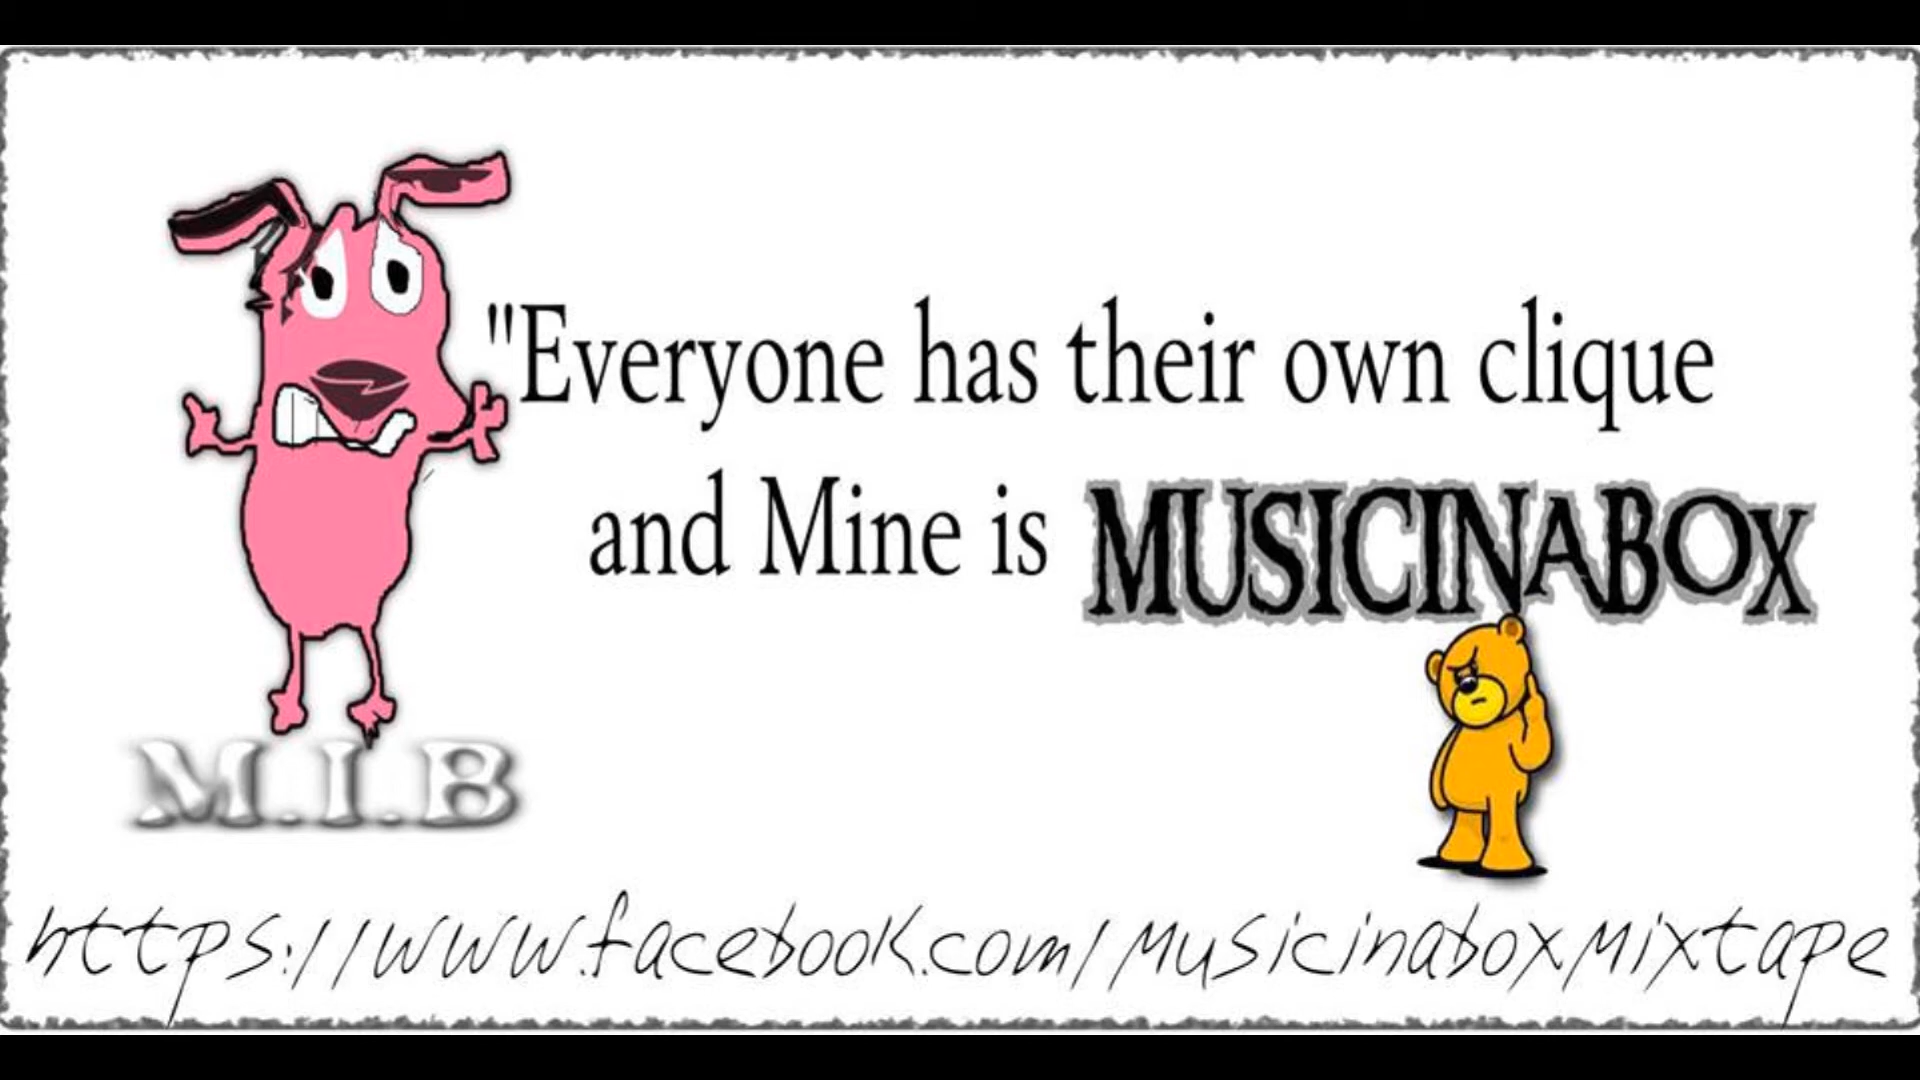 "Everyone has their own clique
and Mine is MUSICINABOX
M.I.B
https://www.facebook.com/Musicinaboxmixtape